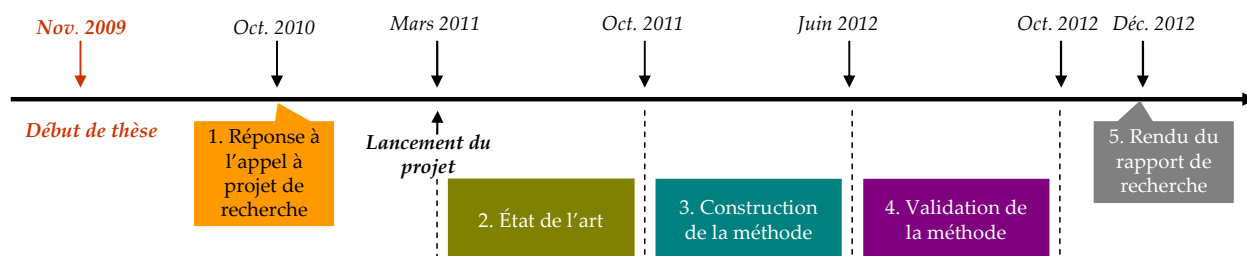 Nov. 2009
Oct. 2010
Mars 2011
Oct. 2011
Juin 2012
Oct. 2012
Déc. 2012
Début de thèse
1. Réponse à
l’appel à
projet de
recherche
Lancement du
projet
2. État de l’art
3. Construction
de la méthode
4. Validation de
la méthode
5. Rendu du
rapport de
recherche